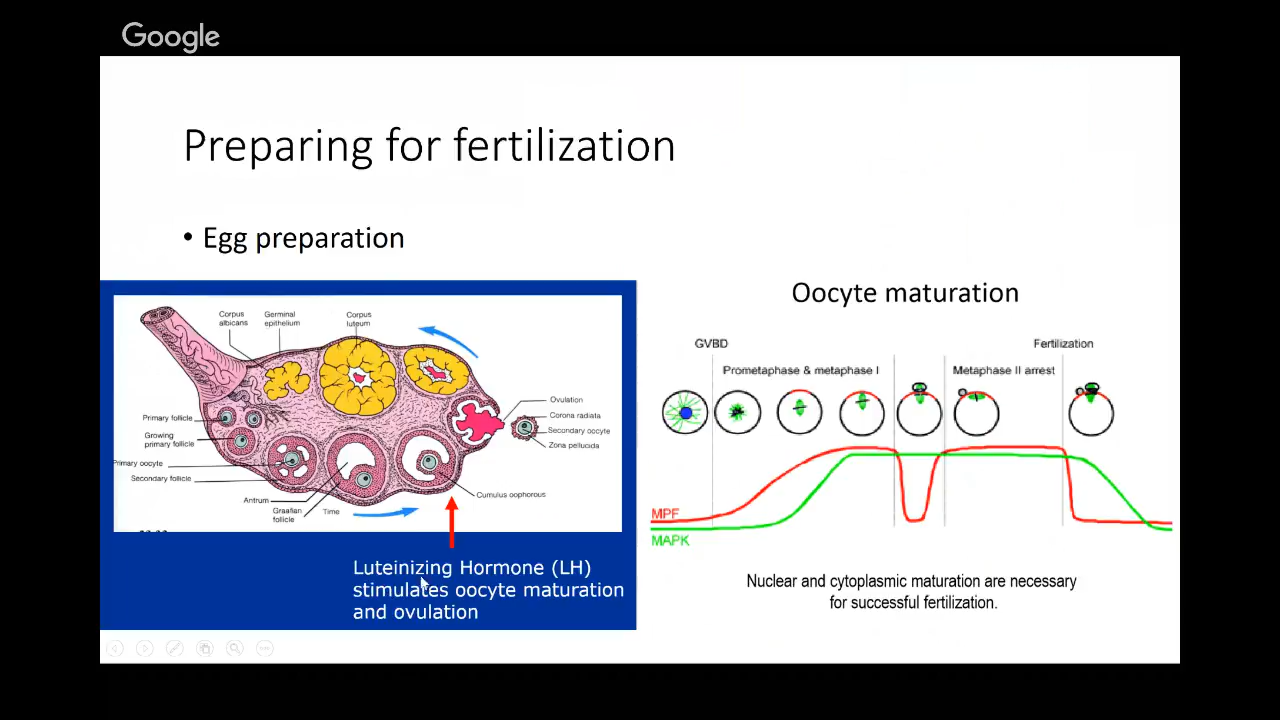 Google
Preparing for fertilization
• Egg preparation
Corpus
albicans
Germinal
epithelium
Corpus
luteum
Primary follicle
Growing
primary follicle
Primary oocyte
Secondary follicle
Antrum
Graafian
follicle
Time
Ovulation
Corona radiata
Secondary oocyte
Zona pellucida
Cumulus oophorous
Luteinizing Hormone (LH)
stimulates oocyte maturation
and ovulation
Oocyte maturation
GVBD
Fertilization
Prometaphase & metaphase I
Metaphase II arrest
MPF
MAPK
Nuclear and cytoplasmic maturation are necessary
for successful fertilization.